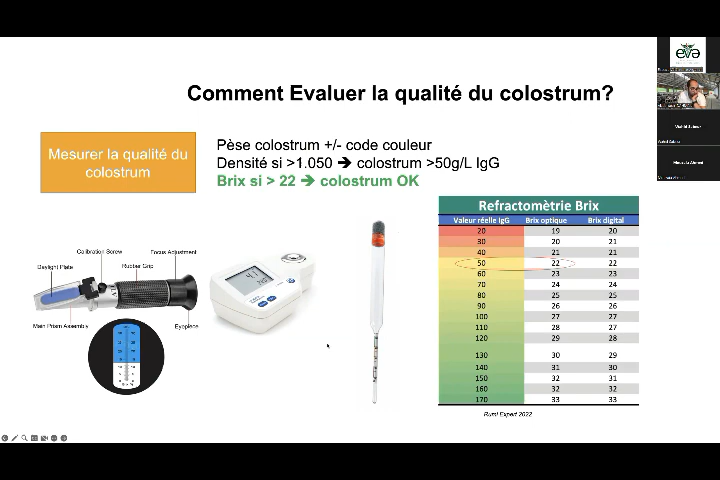 eva
Comment Evaluer la qualité du colostrum?
Mesurer la qualité du
colostrum
Pèse colostrum +/- code couleur
Densité si >1.050 ➔ colostrum >50g/L IgG
Brix si > 22 ➔ colostrum OK
Calibration Screw
Focus Adjustment
Daylight Plate
Rubber Grip
Main Prism Assembly
Eyepiece
Refractomètrie Brix
Valeur réelle IgG Brix optique Brix digital
20 19 20
30 20 21
40 21 21
50 22 22
60 23 23
70 24 24
80 25 25
90 26 26
100 27 27
110 28 27
120 29 28
130 30 29
140 31 30
150 32 31
160 32 32
170 33 33
Rumi Expert 2022